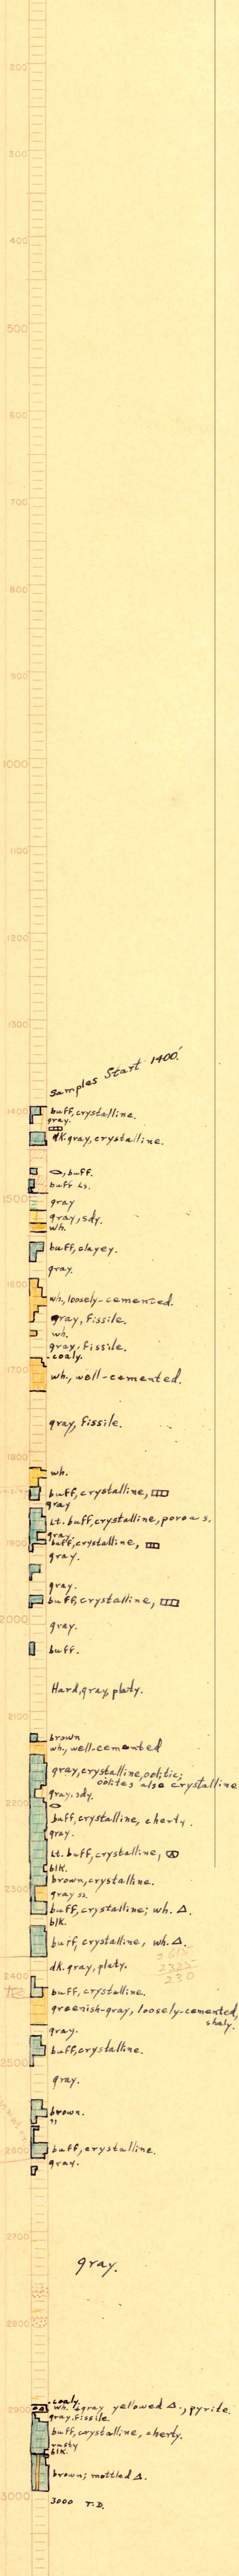 200
300
400
500
600
700
800
900
1000
1100
1200
1300
Samples Start 1400'
1400
buff, crystalline.
gray.
dk. gray, crystalline.
, buff.
buff Ls.
1500
gray
gray, sdy.
wh.
buff, clayey.
gray.
1600
wh., loosely-cemented.
gray, fissile.
wh.
gray, fissile.
coaly.
1700
wh., well-cemented.
gray, fissile.
1800
wh.
buff, crystalline,
gray
Lt. buff, crystalline, porous.
gray.
1900
buff, crystalline,
gray.
gray.
buff, crystalline,
2000
gray.
buff.
Hard, gray, platy.
2100
brown
wh., well-cemented
gray, crystalline, oolitic;
oolites also crystalline
gray, sdy.
2200
buff, crystalline, cherty.
gray.
Lt. buff, crystalline,
blk.
brown, crystalline.
2300
gray ss.
buff, crystalline; wh. Δ.
blk.
buff, crystalline, wh. Δ.
2325
230
dk. gray, platy.
2400
buff, crystalline.
greenish-gray, loosely-cemented,
shaly.
gray.
buff, crystalline.
2500
gray.
brown.
"
buff, crystalline.
2600
gray.
2700
gray.
2800
coaly.
wh. & gray yellowed Δ., pyrite.
2900
gray, fissile.
buff, crystalline, cherty.
rusty
blk.
brown; mottled Δ.
3000
3000 T.D.